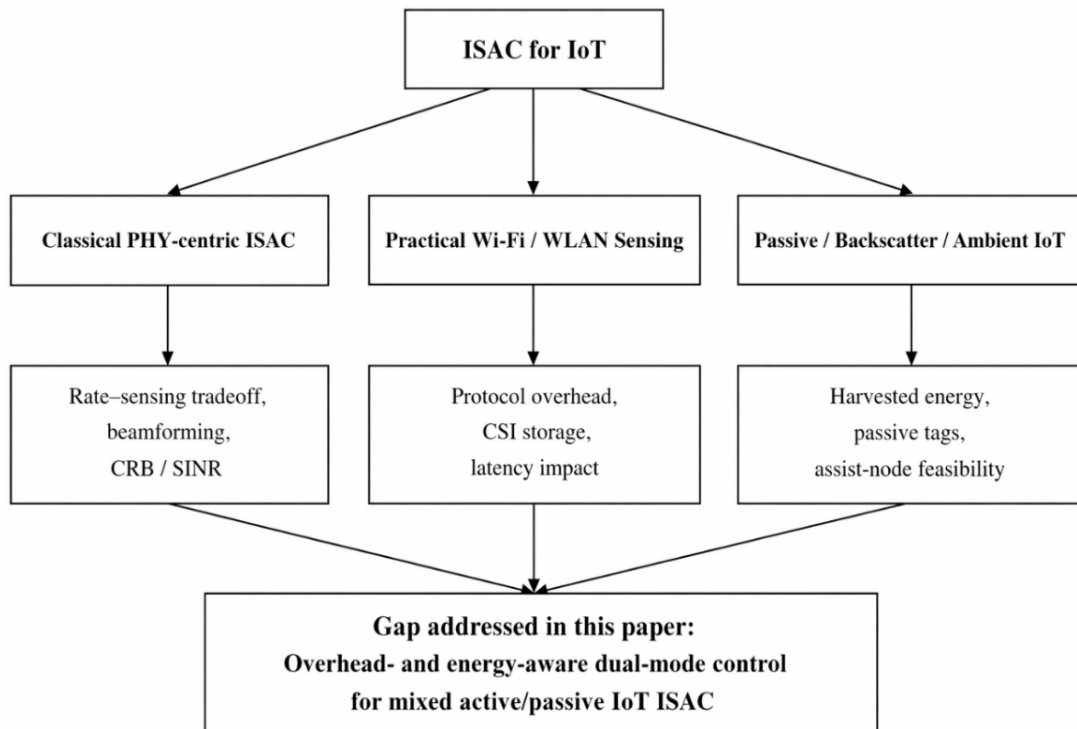 ISAC for IoT
Classical PHY-centric ISAC
Practical Wi-Fi / WLAN Sensing
Passive / Backscatter / Ambient IoT
Rate–sensing tradeoff,
beamforming,
CRB / SINR
Protocol overhead,
CSI storage,
latency impact
Harvested energy,
passive tags,
assist-node feasibility
Gap addressed in this paper:
Overhead- and energy-aware dual-mode control
for mixed active/passive IoT ISAC